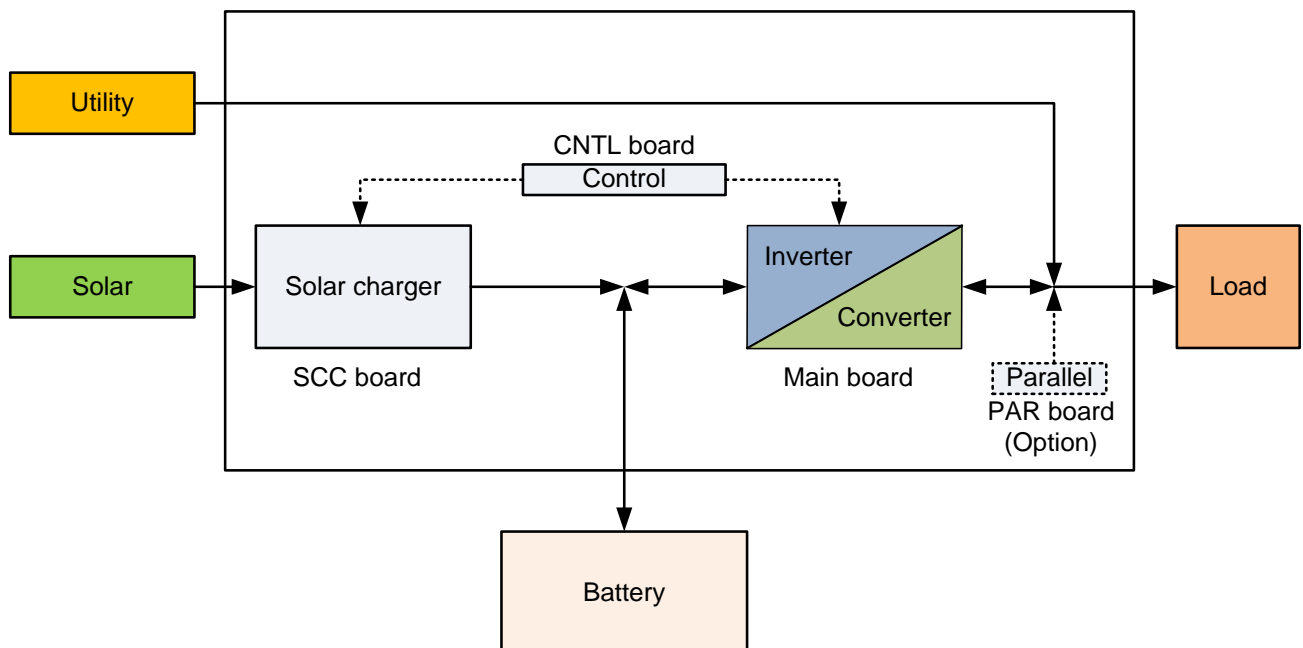 Utility
CNTL board
Control
Solar
Solar charger
Inverter
Converter
Load
SCC board
Main board
Parallel
PAR board
(Option)
Battery